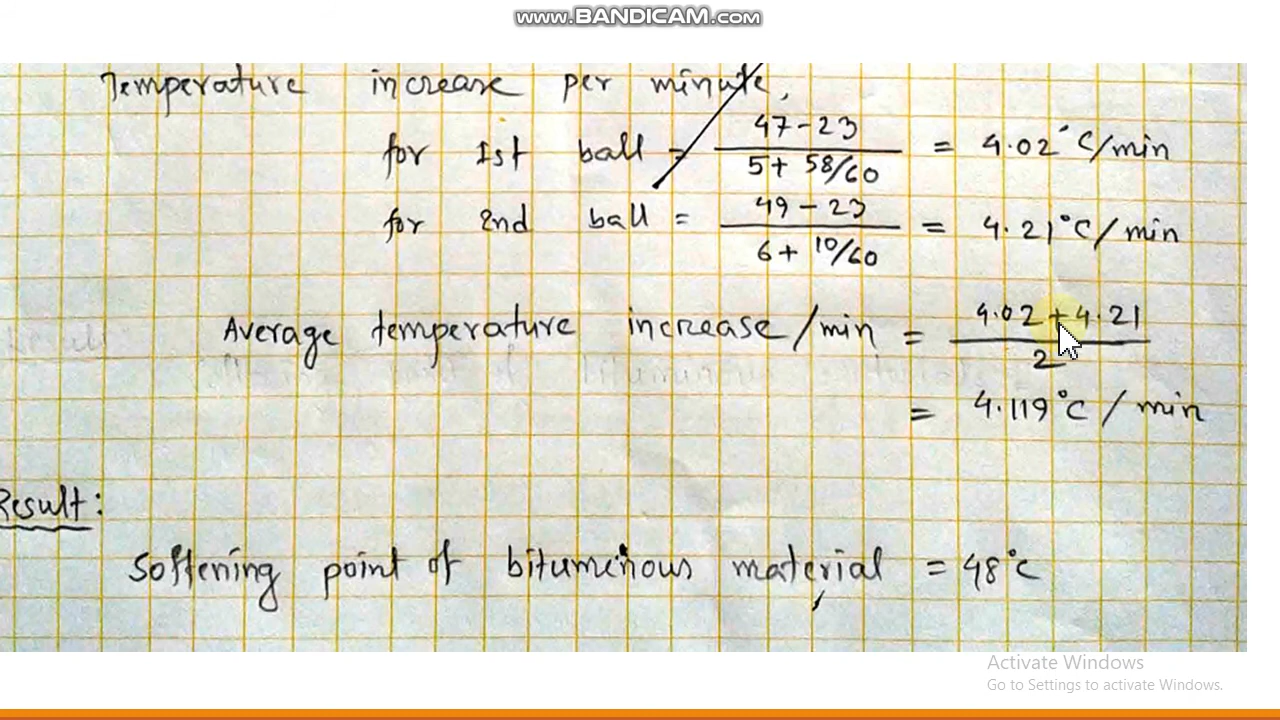 WWW.BANDICAM.COM
Temperature increase per minute,
for 1st ball = 47-23 / 5+ 58/60 = 4.02°C/min
for 2nd ball = 49-23 / 6+ 10/60 = 4.21°C/min
Average temperature increase/min = 4.02+4.21 / 2
= 4.119°C/min
Result:
Softening point of bituminous material = 48°C
Activate Windows
Go to Settings to activate Windows.